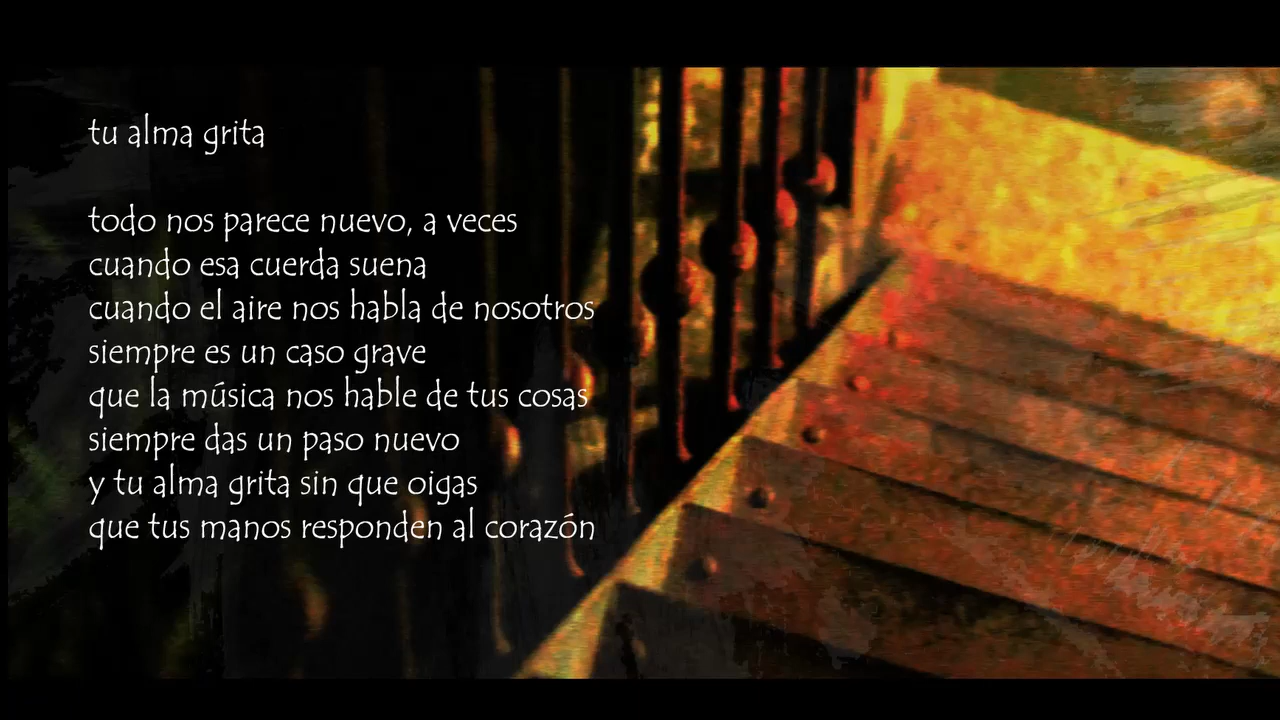 tu alma grita
todo nos parece nuevo, a veces
cuando esa cuerda suena
cuando el aire nos habla de nosotros
siempre es un caso grave
que la música nos hable de tus cosas
siempre das un paso nuevo
y tu alma grita sin que oigas
que tus manos responden al corazón